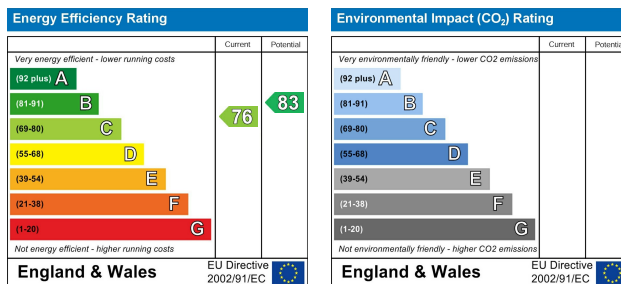 Energy Efficiency Rating
Current Potential
Very energy efficient - lower running costs
(92 plus) A
(81-91) B
(69-80) C
(55-68) D
(39-54) E
(21-38) F
(1-20) G
76
83
Not energy efficient - higher running costs
England & Wales
EU Directive
2002/91/EC
Environmental Impact (CO₂) Rating
Current Potentia
Very environmentally friendly - lower CO2 emissions
(92 plus) A
(81-91) B
(69-80) C
(55-68) D
(39-54) E
(21-38) F
(1-20) G
Not environmentally friendly - higher CO2 emissions
England & Wales
EU Directive
2002/91/EC